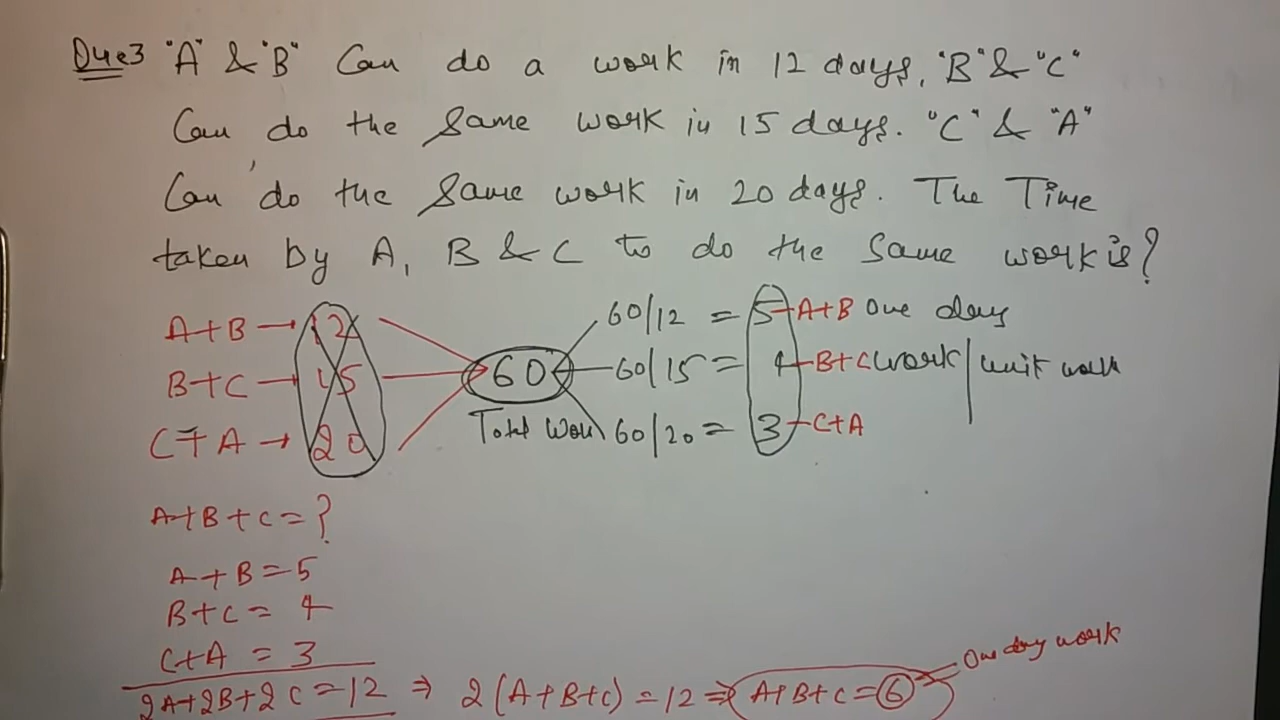 Que3 "A" & "B" Can do a work in 12 days, "B" & "C"
Can do the same work in 15 days. "C" & "A"
Can do the same work in 20 days. The Time
taken by A, B & C to do the same work is?
A+B → 12 60/12 = 5 - A+B One day
B+C → 15 60 60/15 = 4 - B+C work | unit work
C+A → 20 Total Work 60/20 = 3 - C+A
A+B+C = ?
A+B = 5
B+C = 4
C+A = 3
2A+2B+2C = 12 ⇒ 2(A+B+C) = 12 ⇒ A+B+C = 6 One day work